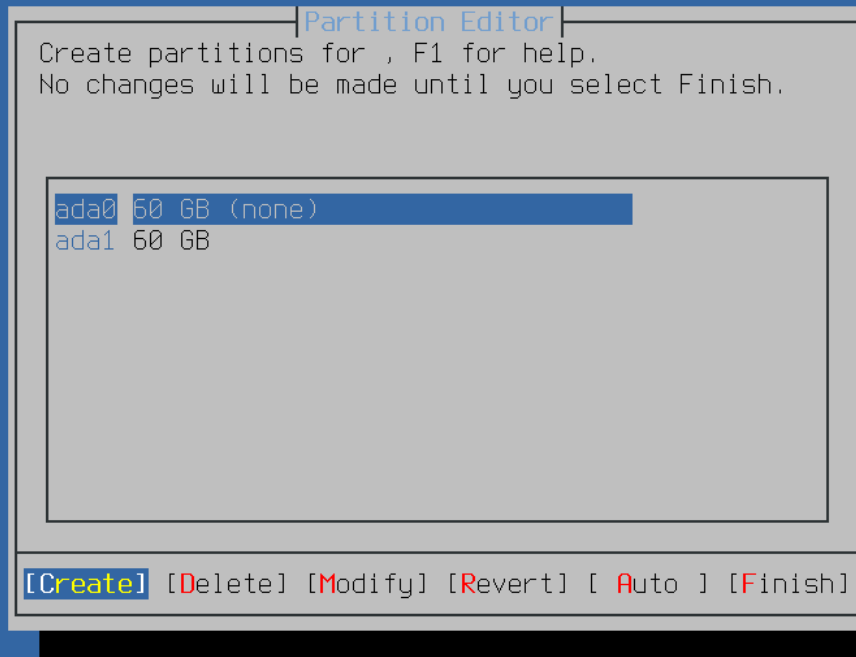 Partition Editor
Create partitions for , F1 for help.
No changes will be made until you select Finish.
ada0 60 GB (none)
ada1 60 GB
[Create] [Delete] [Modify] [Revert] [ Auto ] [Finish]